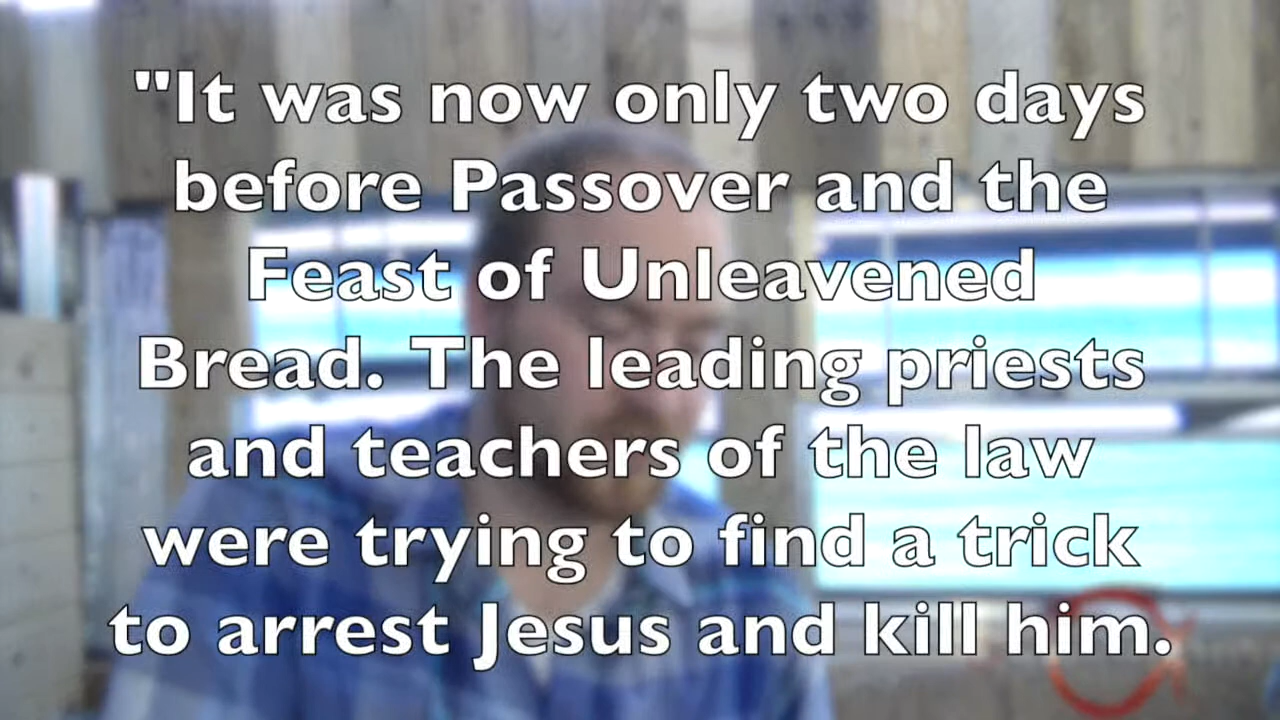 "It was now only two days
before Passover and the
Feast of Unleavened
Bread. The leading priests
and teachers of the law
were trying to find a trick
to arrest Jesus and kill him.